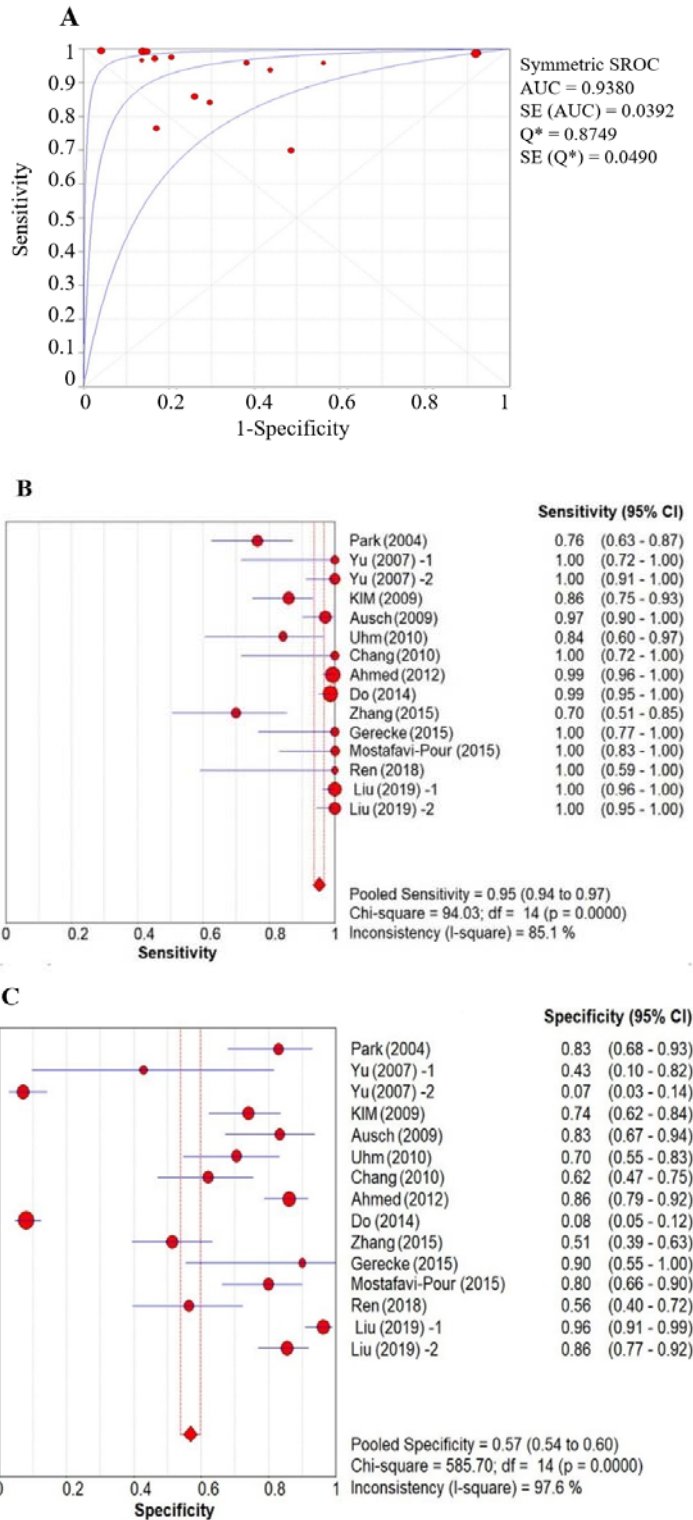 A
1
0.9
0.8
0.7
0.6
0.5
0.4
0.3
0.2
0.1
0
Sensitivity
0 0.2 0.4 0.6 0.8 1
1-Specificity
Symmetric SROC
AUC = 0.9380
SE (AUC) = 0.0392
Q* = 0.8749
SE (Q*) = 0.0490
B
Sensitivity (95% CI)
Park (2004) 0.76 (0.63 - 0.87)
Yu (2007) -1 1.00 (0.72 - 1.00)
Yu (2007) -2 1.00 (0.91 - 1.00)
KIM (2009) 0.86 (0.75 - 0.93)
Ausch (2009) 0.97 (0.90 - 1.00)
Uhm (2010) 0.84 (0.60 - 0.97)
Chang (2010) 1.00 (0.72 - 1.00)
Ahmed (2012) 0.99 (0.96 - 1.00)
Do (2014) 0.99 (0.95 - 1.00)
Zhang (2015) 0.70 (0.51 - 0.85)
Gerecke (2015) 1.00 (0.77 - 1.00)
Mostafavi-Pour (2015) 1.00 (0.83 - 1.00)
Ren (2018) 1.00 (0.59 - 1.00)
Liu (2019) -1 1.00 (0.96 - 1.00)
Liu (2019) -2 1.00 (0.95 - 1.00)
Pooled Sensitivity = 0.95 (0.94 to 0.97)
Chi-square = 94.03; df = 14 (p = 0.0000)
Inconsistency (I-square) = 85.1 %
0 0.2 0.4 0.6 0.8 1
Sensitivity
C
Specificity (95% CI)
Park (2004) 0.83 (0.68 - 0.93)
Yu (2007) -1 0.43 (0.10 - 0.82)
Yu (2007) -2 0.07 (0.03 - 0.14)
KIM (2009) 0.74 (0.62 - 0.84)
Ausch (2009) 0.83 (0.67 - 0.94)
Uhm (2010) 0.70 (0.55 - 0.83)
Chang (2010) 0.62 (0.47 - 0.75)
Ahmed (2012) 0.86 (0.79 - 0.92)
Do (2014) 0.08 (0.05 - 0.12)
Zhang (2015) 0.51 (0.39 - 0.63)
Gerecke (2015) 0.90 (0.55 - 1.00)
Mostafavi-Pour (2015) 0.80 (0.66 - 0.90)
Ren (2018) 0.56 (0.40 - 0.72)
Liu (2019) -1 0.96 (0.91 - 0.99)
Liu (2019) -2 0.86 (0.77 - 0.92)
Pooled Specificity = 0.57 (0.54 to 0.60)
Chi-square = 585.70; df = 14 (p = 0.0000)
Inconsistency (I-square) = 97.6 %
0 0.2 0.4 0.6 0.8 1
Specificity